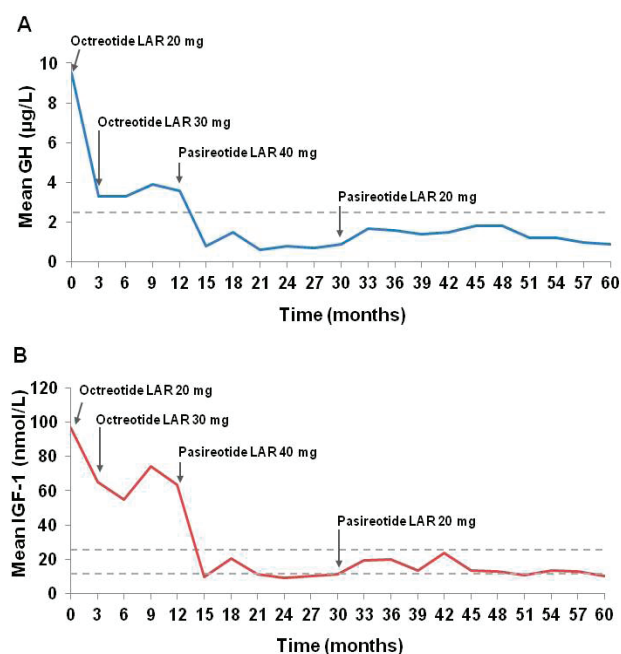 A
Octreotide LAR 20 mg
10
8
6
4
2
0
Mean GH (µg/L)
Octreotide LAR 30 mg
Pasireotide LAR 40 mg
Pasireotide LAR 20 mg
0 3 6 9 12 15 18 21 24 27 30 33 36 39 42 45 48 51 54 57 60
Time (months)
B
120
100
80
60
40
20
0
Mean IGF-1 (nmol/L)
Octreotide LAR 20 mg
Octreotide LAR 30 mg
Pasireotide LAR 40 mg
Pasireotide LAR 20 mg
0 3 6 9 12 15 18 21 24 27 30 33 36 39 42 45 48 51 54 57 60
Time (months)